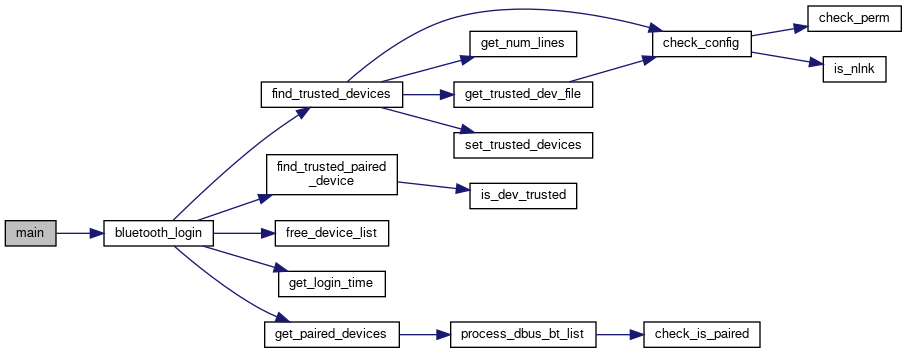 main
bluetooth_login
find_trusted_devices
find_trusted_paired
_device
free_device_list
get_login_time
get_paired_devices
get_num_lines
get_trusted_dev_file
set_trusted_devices
is_dev_trusted
process_dbus_bt_list
check_config
check_is_paired
check_perm
is_nlnk